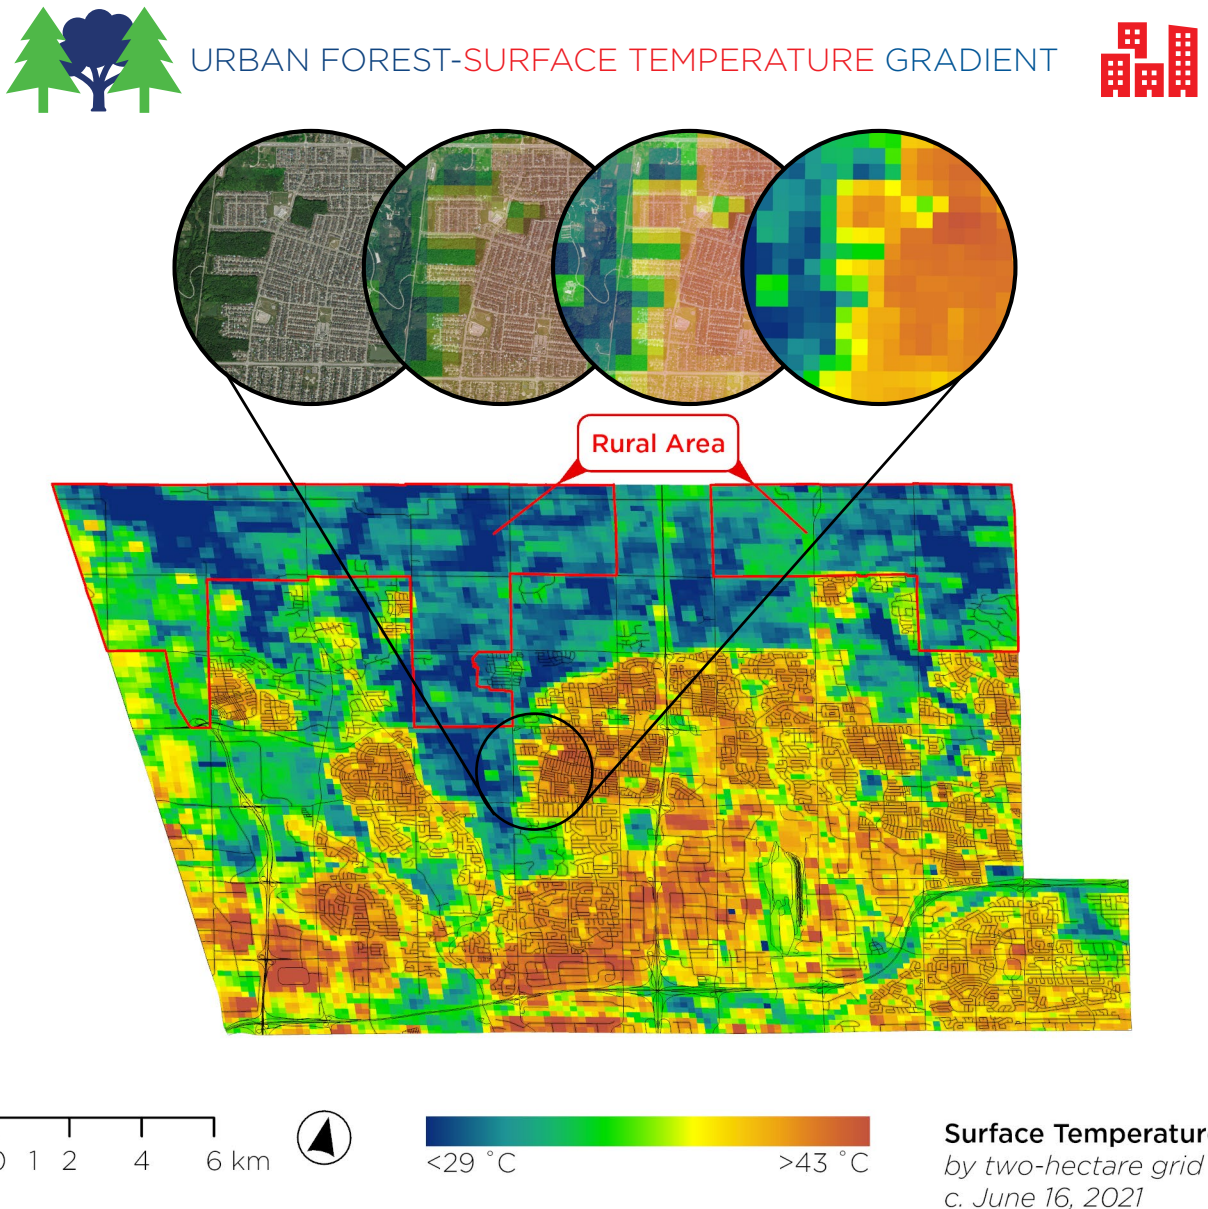 URBAN FOREST-SURFACE TEMPERATURE GRADIENT
Rural Area
0 1 2 4 6 km
<29 °C >43 °C
Surface Temperature
by two-hectare grid
c. June 16, 2021